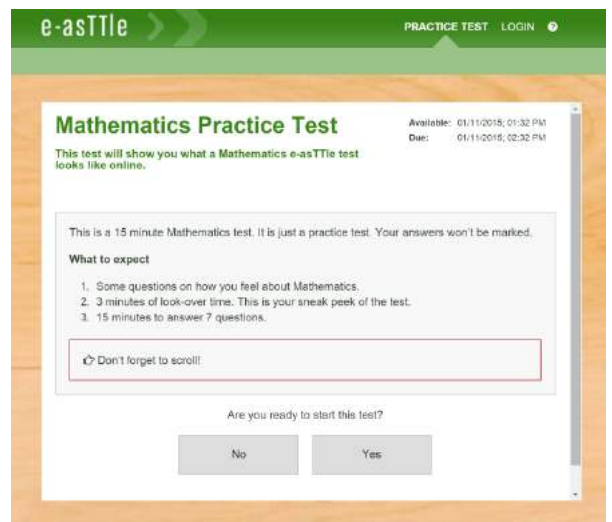 e-asTTle
PRACTICE TEST LOGIN ?
Mathematics Practice Test
Available: 01/11/2015; 01:32 PM
Due: 01/11/2015; 02:32 PM
This test will show you what a Mathematics e-asTTle test
looks like online.
This is a 15 minute Mathematics test. It is just a practice test. Your answers won't be marked.
What to expect
1. Some questions on how you feel about Mathematics.
2. 3 minutes of look-over time. This is your sneak peek of the test.
3. 15 minutes to answer 7 questions.
Don't forget to scroll!
Are you ready to start this test?
No Yes